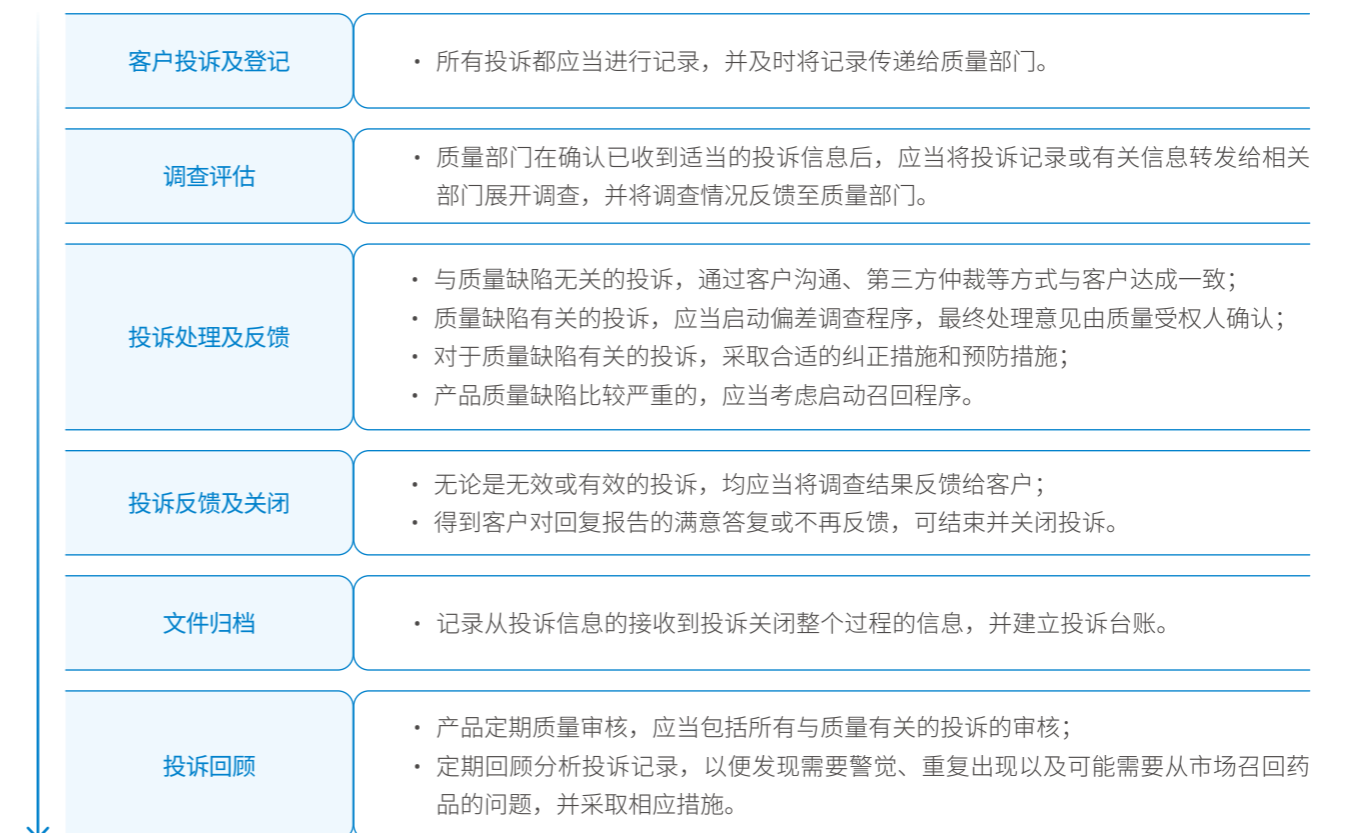 客户投诉及登记
· 所有投诉都应当进行记录，并及时将记录传递给质量部门。
调查评估
· 质量部门在确认已收到适当的投诉信息后，应当将投诉记录或有关信息转发给相关
部门展开调查，并将调查情况反馈至质量部门。
投诉处理及反馈
· 与质量缺陷无关的投诉，通过客户沟通、第三方仲裁等方式与客户达成一致；
· 质量缺陷有关的投诉，应当启动偏差调查程序，最终处理意见由质量受权人确认；
· 对于质量缺陷有关的投诉，采取合适的纠正措施和预防措施；
· 产品质量缺陷比较严重的，应当考虑启动召回程序。
投诉反馈及关闭
· 无论是无效或有效的投诉，均应当将调查结果反馈给客户；
· 得到客户对回复报告的满意答复或不再反馈，可结束并关闭投诉。
文件归档
· 记录从投诉信息的接收到投诉关闭整个过程的信息，并建立投诉台账。
投诉回顾
· 产品定期质量审核，应当包括所有与质量有关的投诉的审核；
· 定期回顾分析投诉记录，以便发现需要警觉、重复出现以及可能需要从市场召回药
品的问题，并采取相应措施。